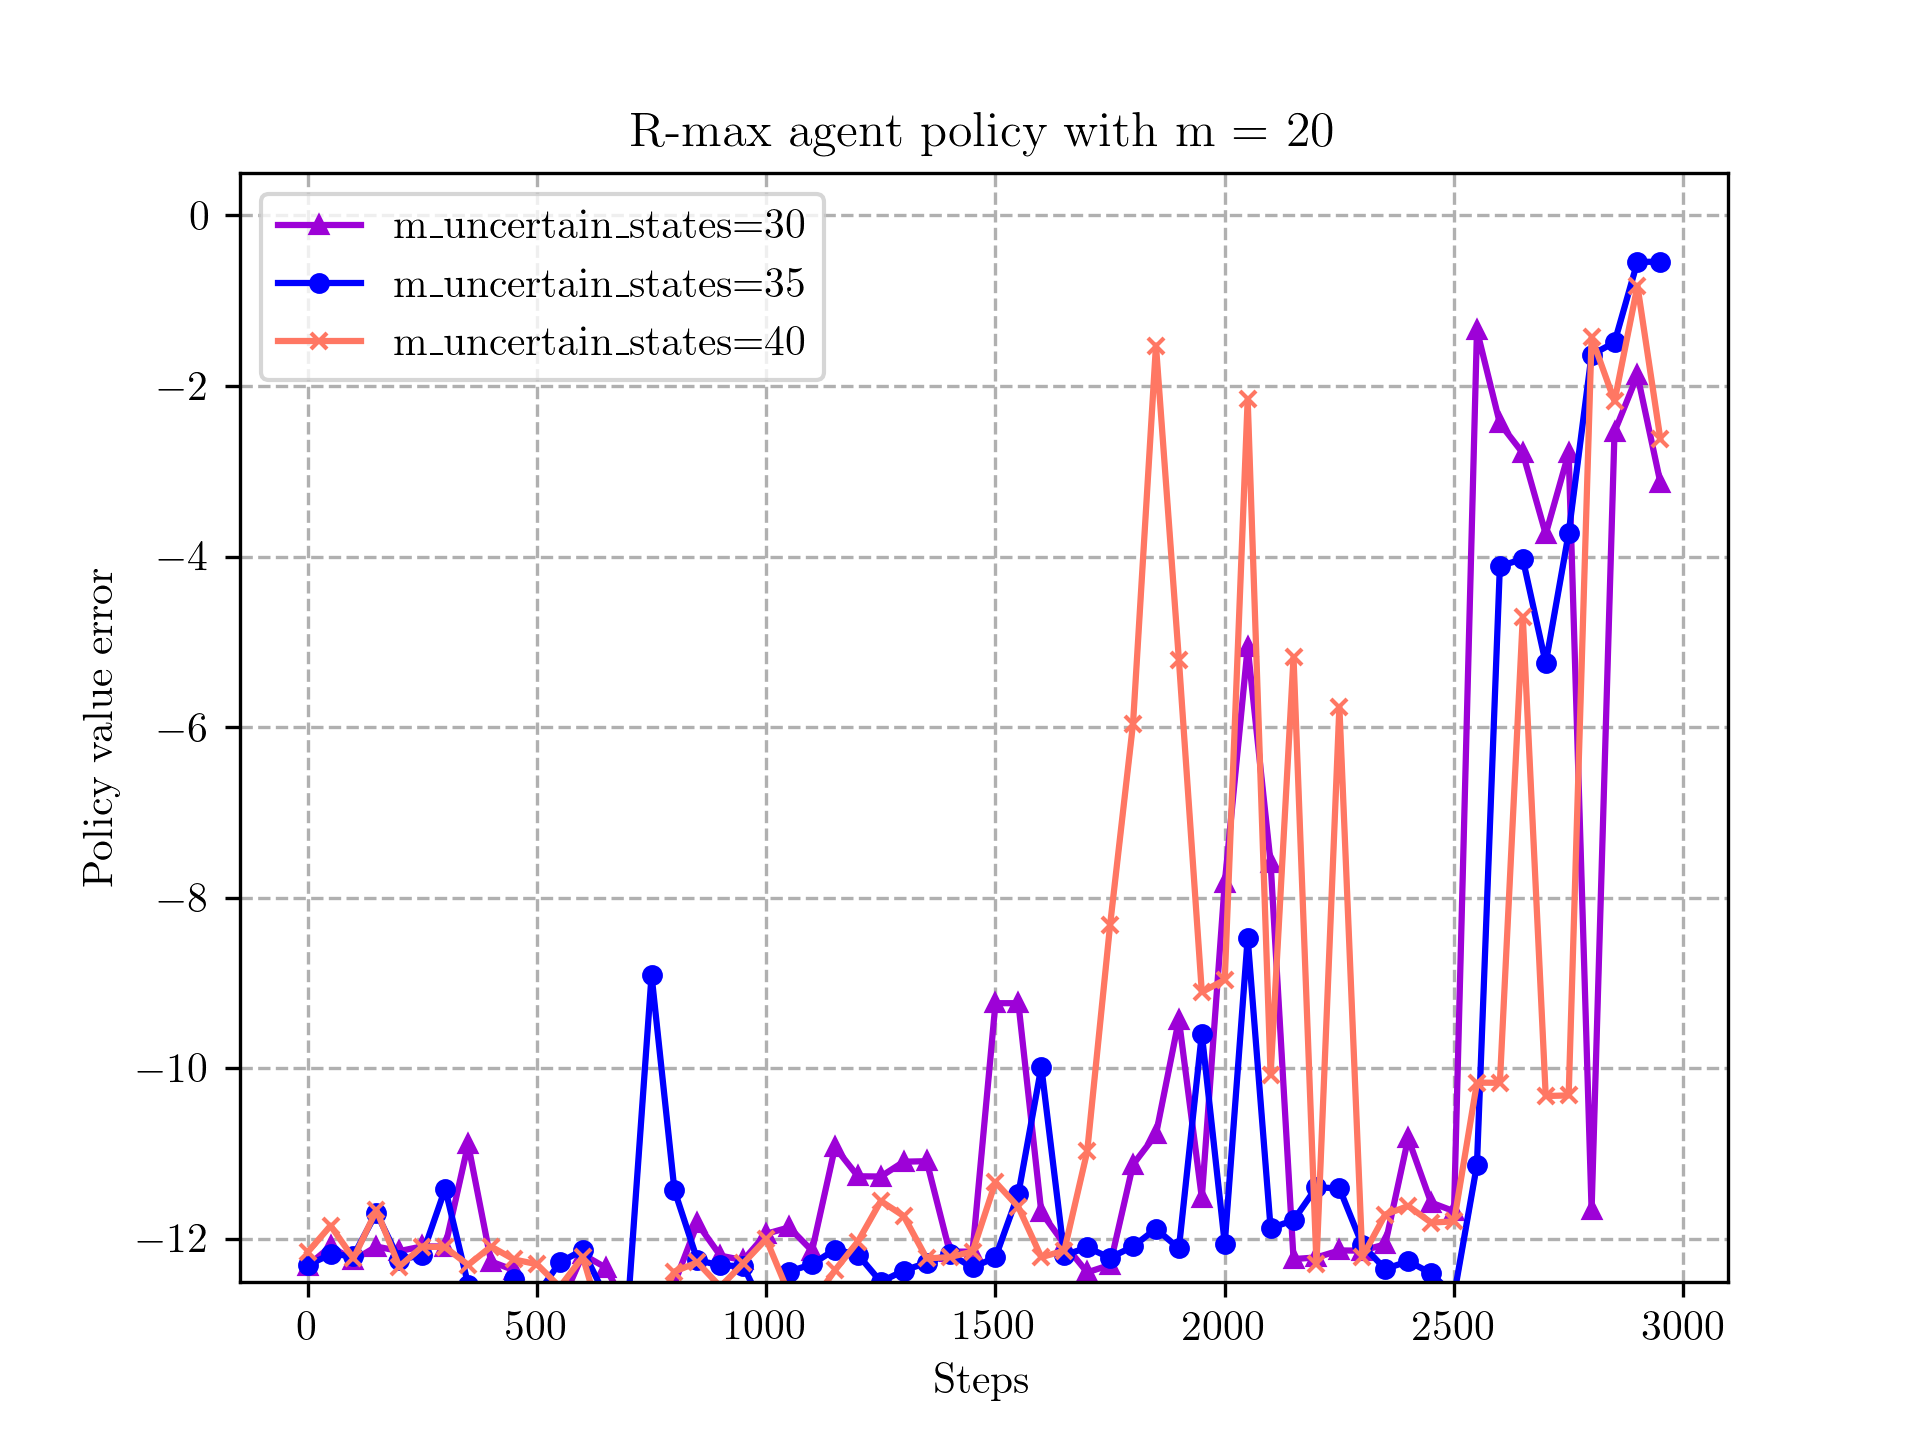 R-max agent policy with m = 20
m_uncertain_states=30
m_uncertain_states=35
m_uncertain_states=40
Policy value error
0
−2
−4
−6
−8
−10
−12
0 500 1000 1500 2000 2500 3000
Steps